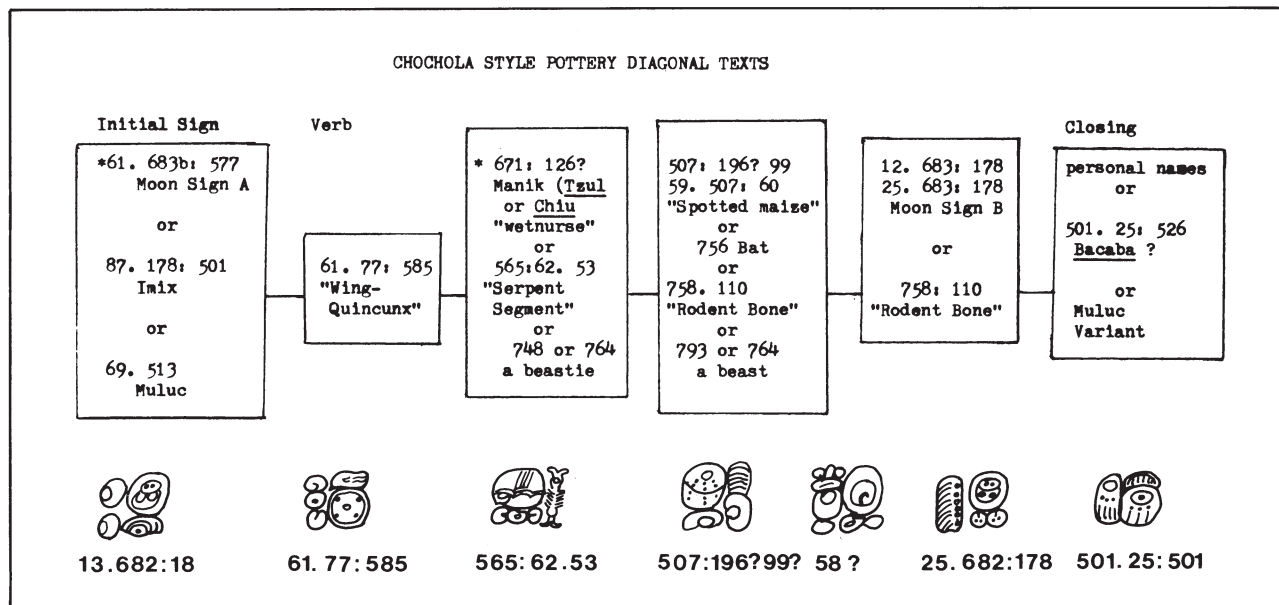 CHOCHOLA STYLE POTTERY DIAGONAL TEXTS
Initial Sign
*61. 683b: 577
Moon Sign A
or
87. 178: 501
Imix
or
69. 513
Muluc
Verb
61. 77: 585
"Wing-
Quincunx"
* 671: 126?
Manik (Tzul
or Chiu
"wetnurse"
or
565:62. 53
"Serpent
Segment"
or
748 or 764
a beastie
507: 196? 99
59. 507: 60
"Spotted maize"
or
756 Bat
or
758. 110
"Rodent Bone"
or
793 or 764
a beast
12. 683: 178
25. 683: 178
Moon Sign B
or
758: 110
"Rodent Bone"
Closing
personal names
or
501. 25: 526
Bacaba ?
or
Muluc
Variant
13.682:18
61. 77:585
565: 62.53
507:196?99?
58 ?
25.682:178
501. 25:501